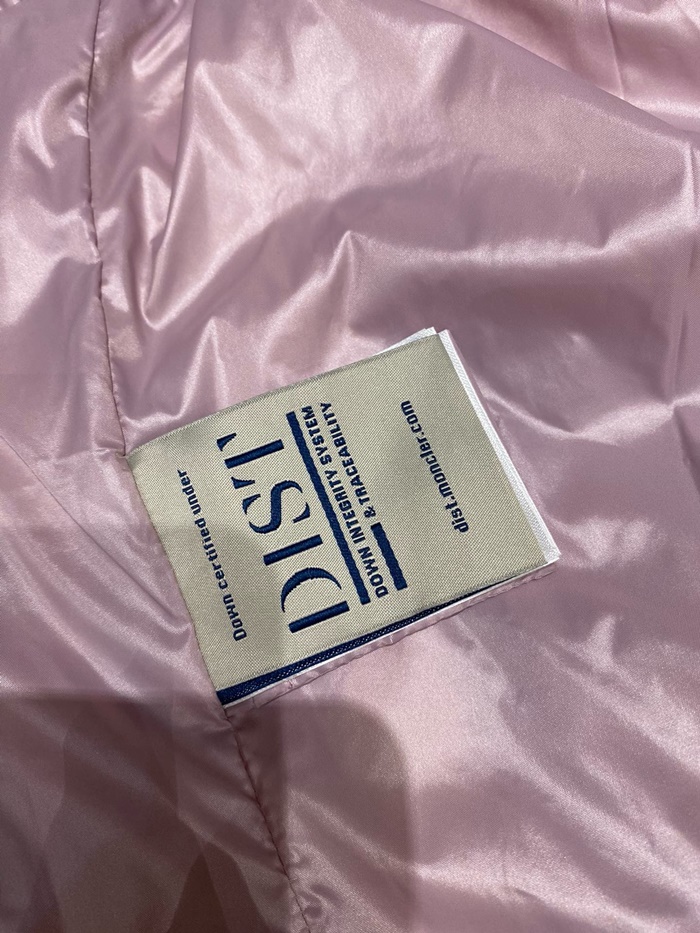 Down certified under
DIST
DOWN INTEGRITY SYSTEM
& TRACEABILITY
dist.moncler.com